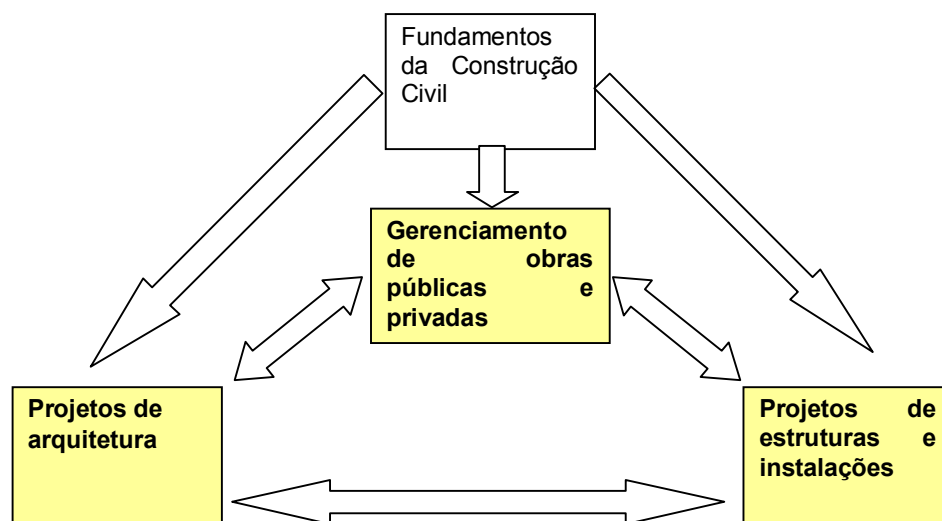 Fundamentos
da Construção
Civil
Gerenciamento
de obras
públicas e
privadas
Projetos de
arquitetura
Projetos de
estruturas e
instalações